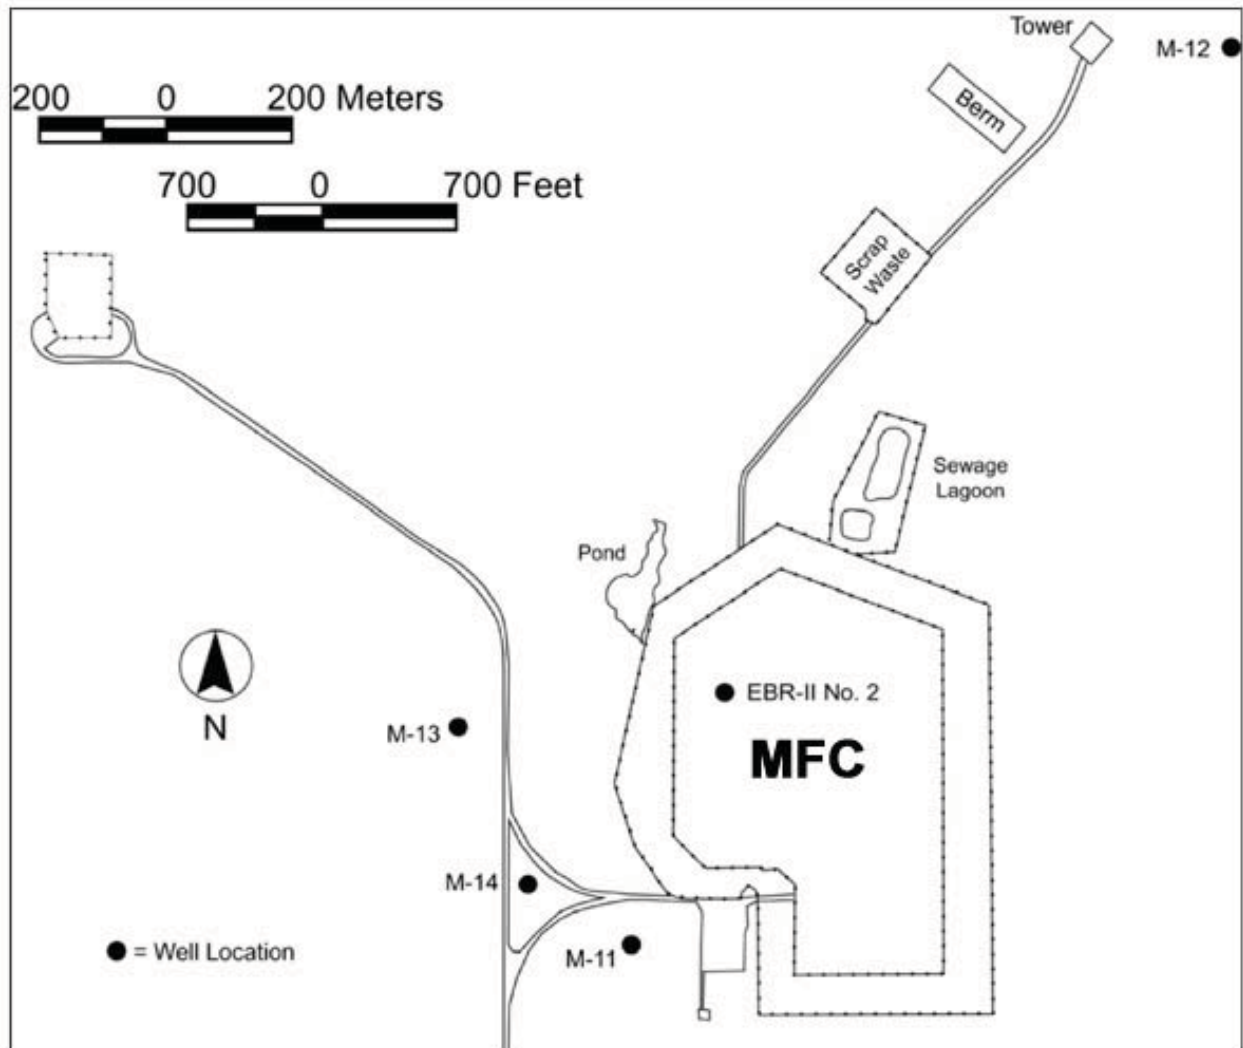 Tower
M-12
Berm
200 0 200 Meters
700 0 700 Feet
Scrap
Waste
Sewage
Lagoon
Pond
EBR-II No. 2
N
M-13
MFC
M-14
= Well Location
M-11